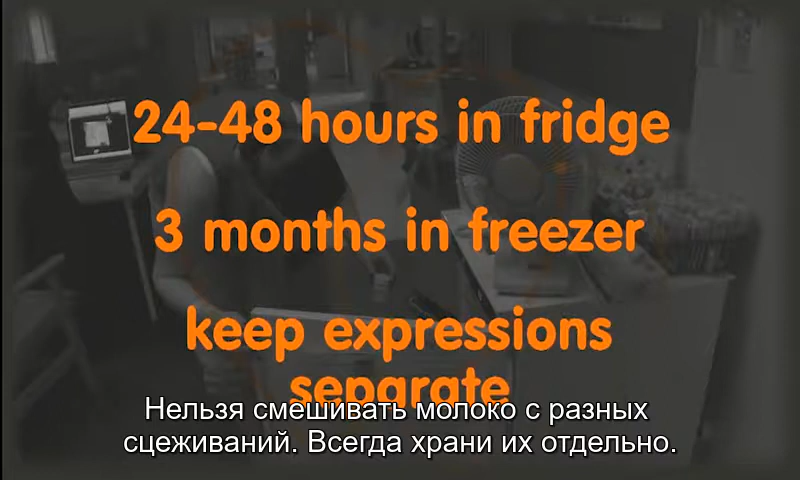 24-48 hours in fridge
3 months in freezer
keep expressions
separate
Нельзя смешивать молоко с разных
сцеживаний. Всегда храни их отдельно.